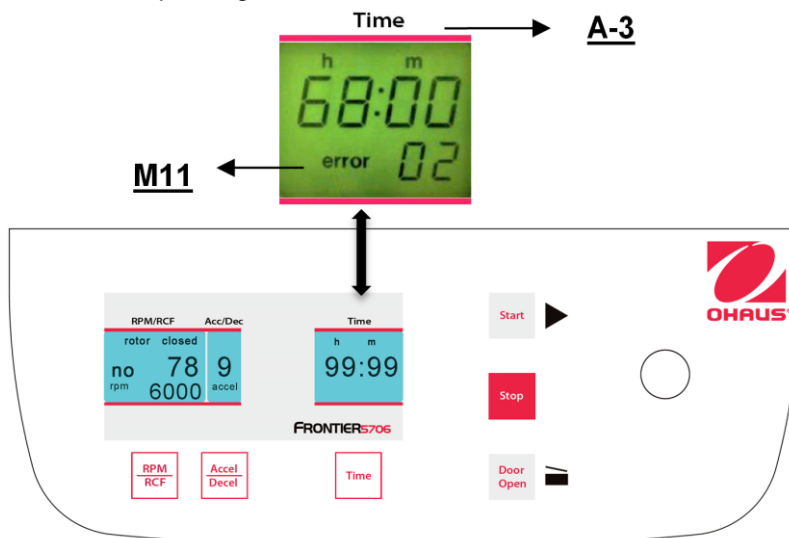 Time
A-3
h m
68:00
error 02
M11
RPM/RCF Acc/Dec
rotor closed
no 78 9
rpm 6000 accel
Time
h m
99:99
FRONTIER5706
RPM
RCF
Accel
Decel
Time
Start
Stop
Door
Open
OHAUS